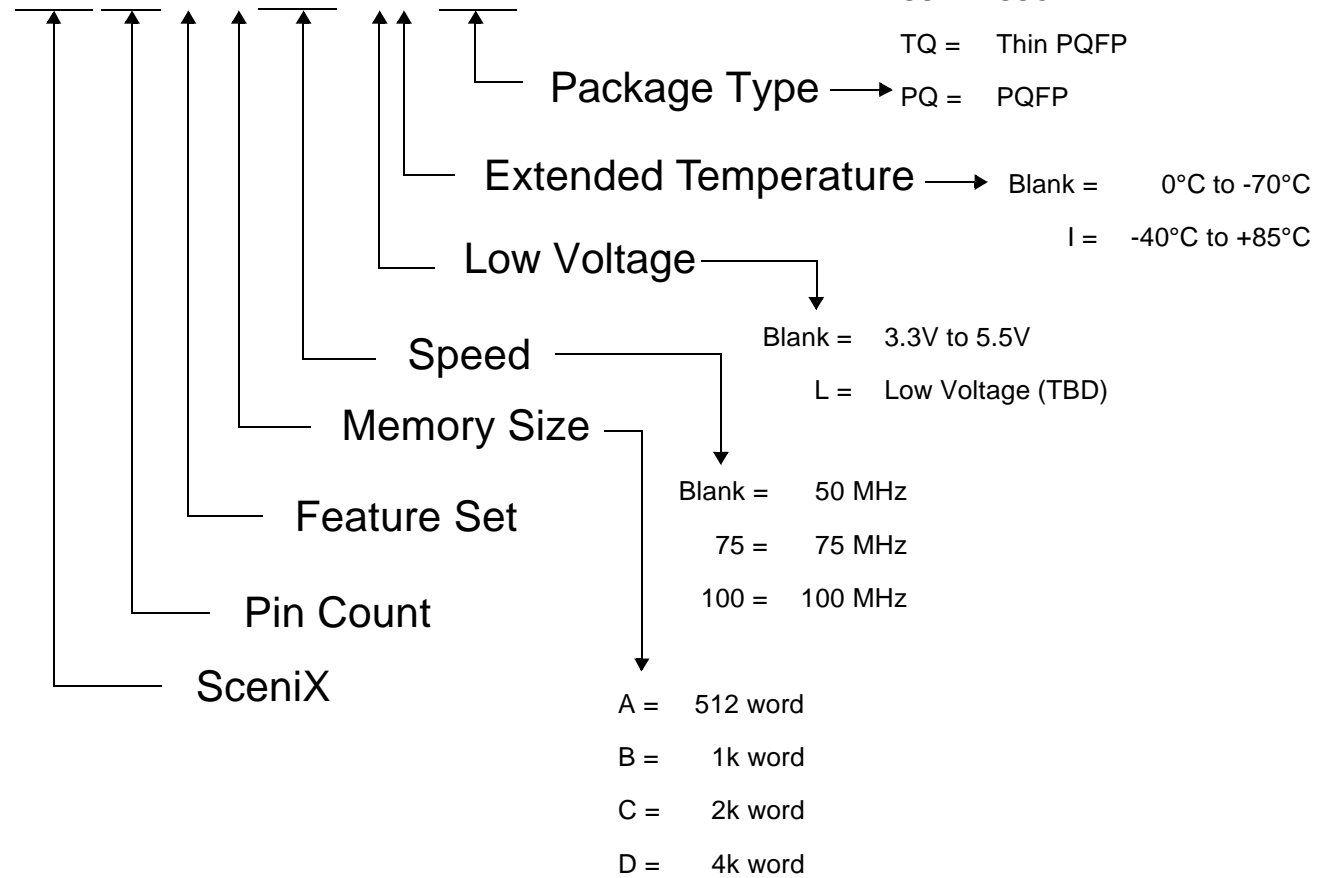 TQ = Thin PQFP
Package Type
PQ = PQFP
Extended Temperature
Blank = 0°C to -70°C
I = -40°C to +85°C
Low Voltage
Blank = 3.3V to 5.5V
L = Low Voltage (TBD)
Speed
Memory Size
Blank = 50 MHz
75 = 75 MHz
100 = 100 MHz
Feature Set
Pin Count
SceniX
A = 512 word
B = 1k word
C = 2k word
D = 4k word